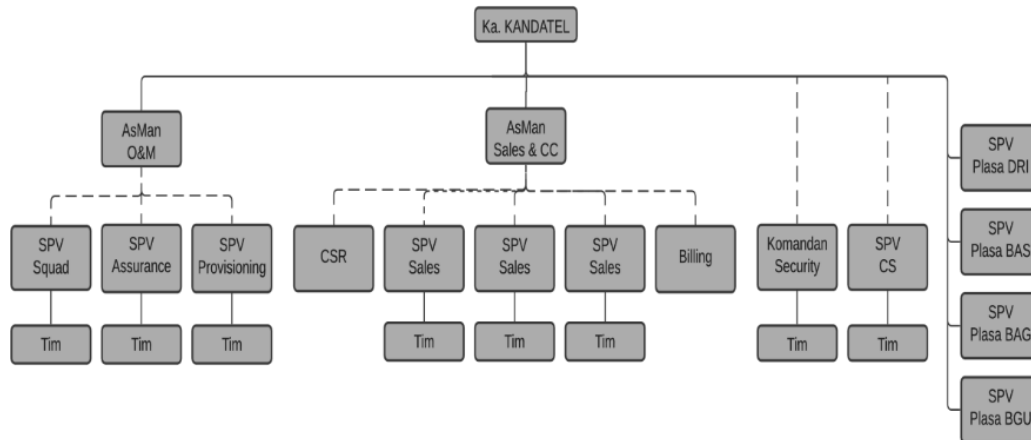 Ka. KANDATEL
AsMan
O&M
AsMan
Sales & CC
SPV
Plasa DRI
SPV
Plasa BAS
SPV
Plasa BAG
SPV
Plasa BGU
SPV
Squad
SPV
Assurance
SPV
Provisioning
CSR
SPV
Sales
SPV
Sales
SPV
Sales
Billing
Komandan
Security
SPV
CS
Tim
Tim
Tim
Tim
Tim
Tim
Tim
Tim